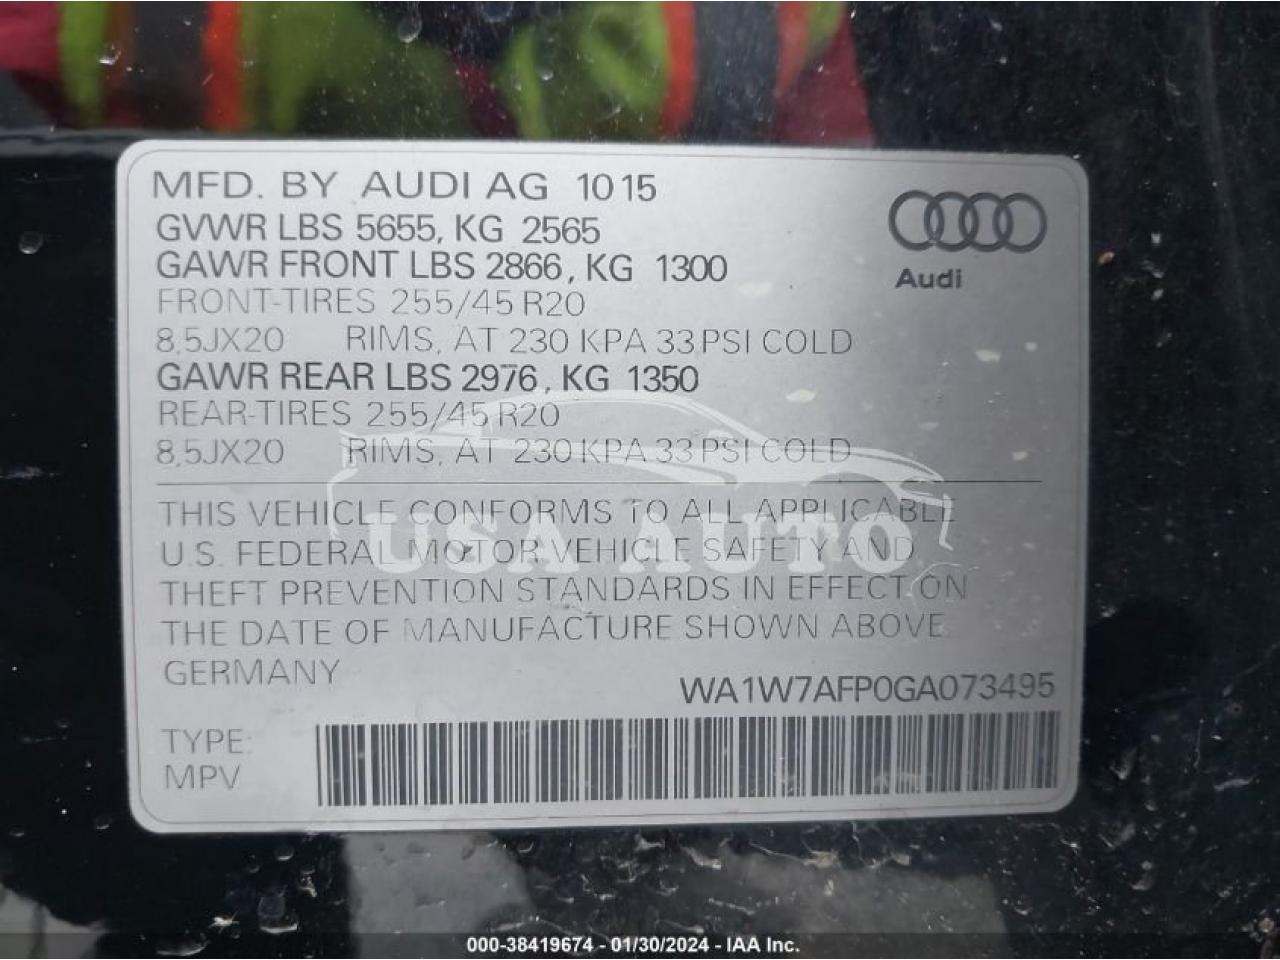 MFD. BY AUDI AG 10 15
GVWR LBS 5655, KG 2565
GAWR FRONT LBS 2866, KG 1300
FRONT-TIRES 255/45 R20
8,5JX20 RIMS, AT 230 KPA 33 PSI COLD
GAWR REAR LBS 2976, KG 1350
REAR-TIRES 255/45 R20
8,5JX20 RIMS, AT 230 KPA 33 PSI COLD
Audi
THIS VEHICLE CONFORMS TO ALL APPLICABLE
U.S. FEDERAL MOTOR VEHICLE SAFETY AND
THEFT PREVENTION STANDARDS IN EFFECT ON
THE DATE OF MANUFACTURE SHOWN ABOVE
GERMANY
WA1W7AFP0GA073495
TYPE:
MPV
USA AUTO
000-38419674 - 01/30/2024 - IAA Inc.